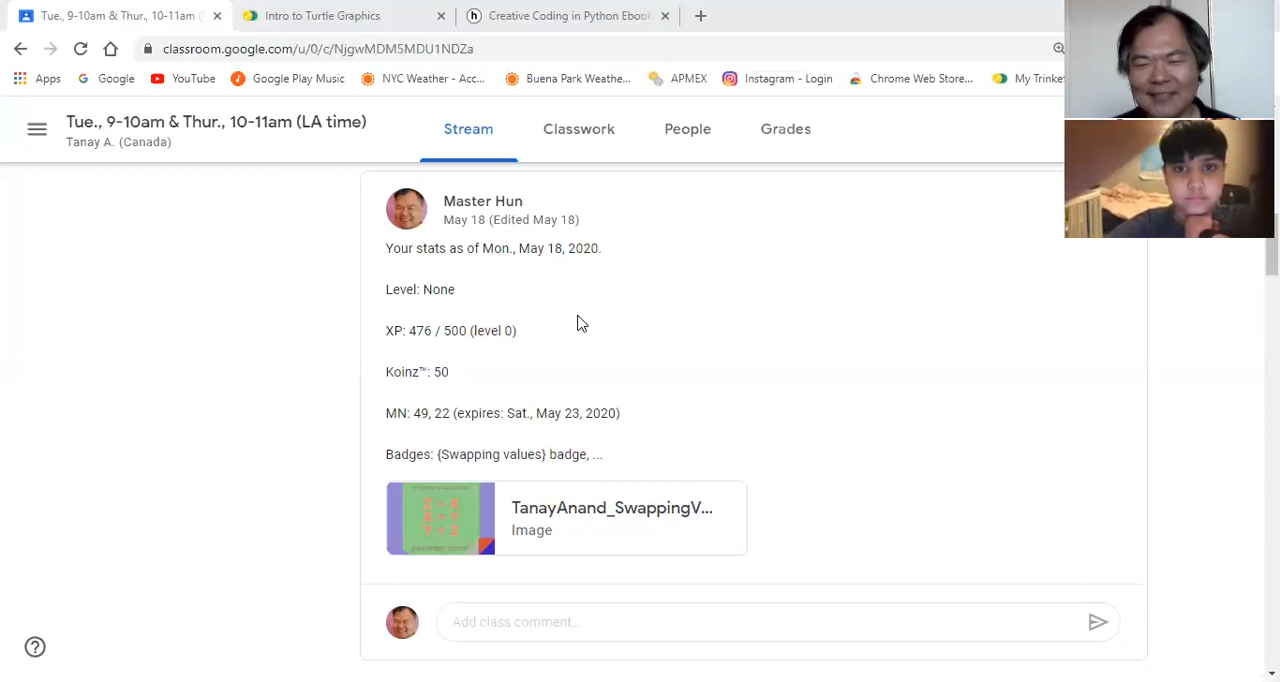 Tue., 9-10am & Thur., 10-11am (
Intro to Turtle Graphics
Creative Coding in Python Ebook
classroom.google.com/u/0/c/NjgwMDM5MDU1NDZa
Apps Google YouTube Google Play Music NYC Weather - Acc... Buena Park Weathe... APMEX Instagram - Login Chrome Web Store... My Trinke
Tue., 9-10am & Thur., 10-11am (LA time)
Tanay A. (Canada)
Stream Classwork People Grades
Master Hun
May 18 (Edited May 18)
Your stats as of Mon., May 18, 2020.
Level: None
XP: 476 / 500 (level 0)
Koinz™: 50
MN: 49, 22 (expires: Sat., May 23, 2020)
Badges: {Swapping values} badge, ...
Z = X
X = Y
Y = Z
TanayAnand_SwappingV...
Image
Add class comment...